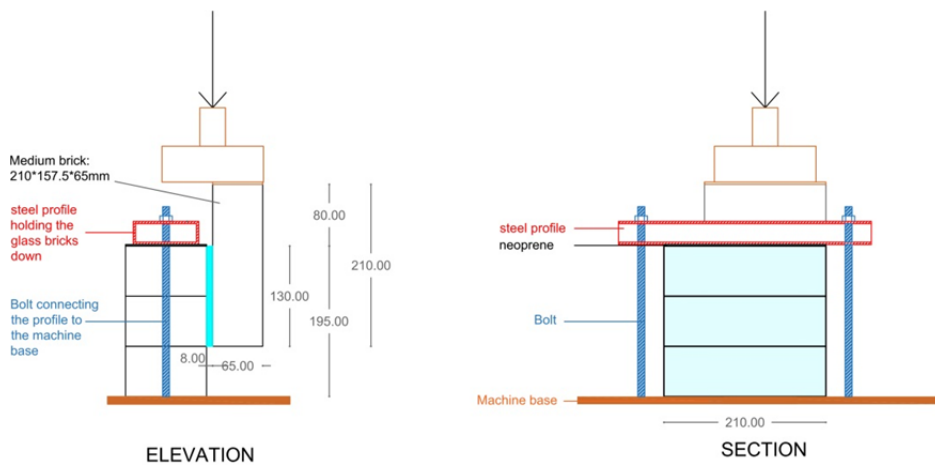 Medium brick:
210*157.5*65mm
steel profile
holding the
glass bricks
down
Bolt connecting
the profile to
the machine
base
80.00
210.00
130.00
195.00
8.00
65.00
ELEVATION
steel profile
neoprene
Bolt
Machine base
210.00
SECTION